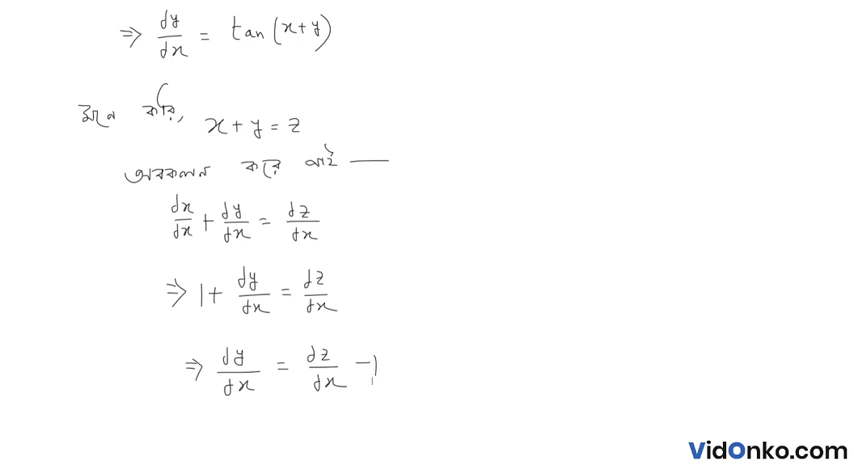 ⇒ dy/dx = tan(x+y)
মনে করি, x + y = z
অবকলন করে পাই —
dx/dx + dy/dx = dz/dx
⇒ 1 + dy/dx = dz/dx
⇒ dy/dx = dz/dx - 1
VidOnko.com